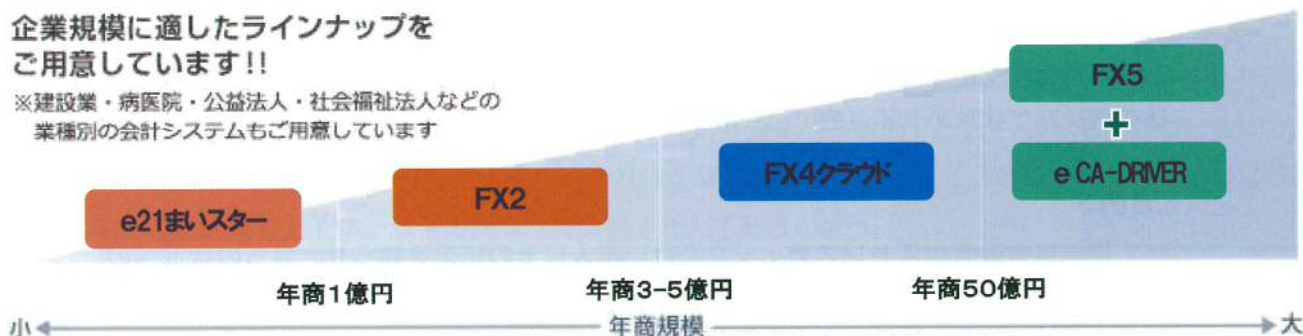 企業規模に適したラインナップを
ご用意しています!!
※建設業・病医院・公益法人・社会福祉法人などの
業種別の会計システムもご用意しています
FX5
+
FX4クラウド
e CA-DRIVER
FX2
e21まいスター
年商1億円
年商3-5億円
年商50億円
小
年商規模
大